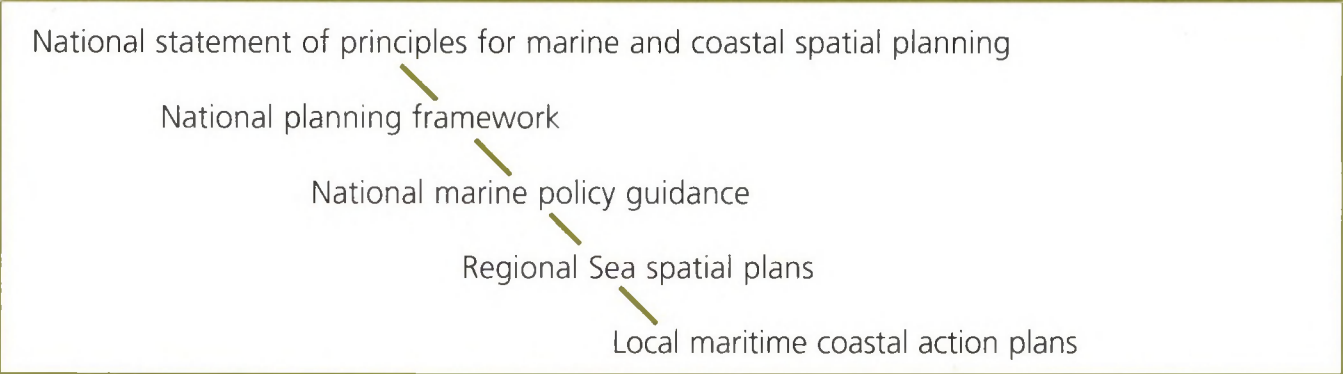 National statement of principles for marine and coastal spatial planning
National planning framework
National marine policy guidance
Regional Sea spatial plans
Local maritime coastal action plans